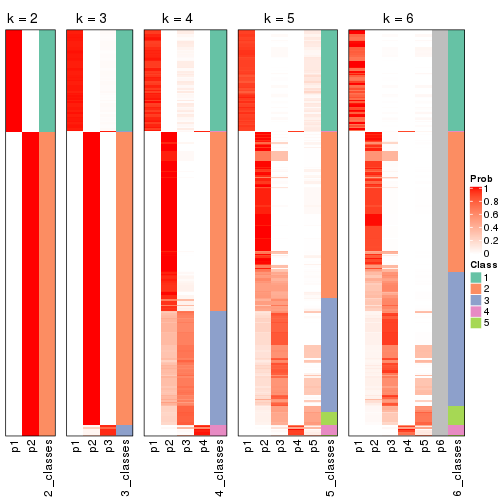 k = 2
k = 3
k = 4
k = 5
k = 6
Prob
1
0.8
0.6
0.4
0.2
0
Class
1
2
3
4
5
p1
p2
2_classes
p1
p2
p3
3_classes
p1
p2
p3
p4
4_classes
p1
p2
p3
p4
p5
5_classes
p1
p2
p3
p4
p5
p6
6_classes